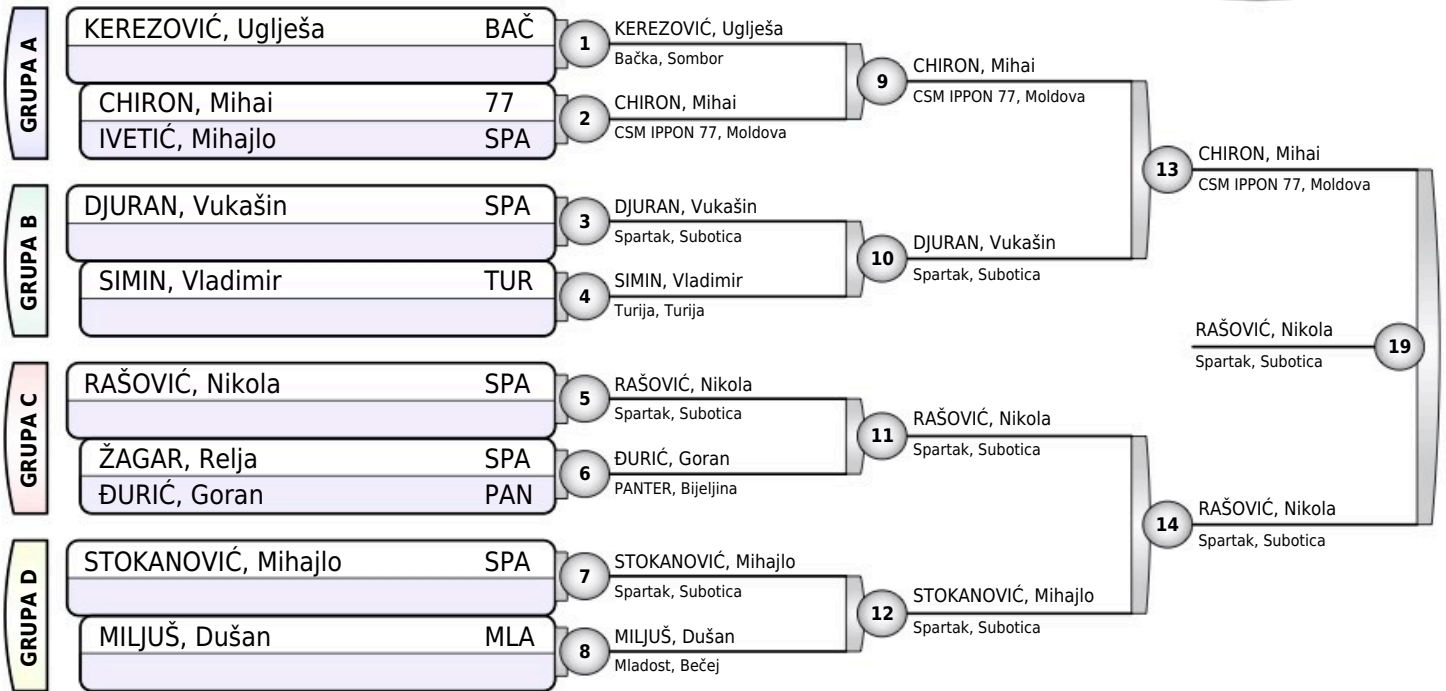 GRUPA A
KEREZOVIĆ, Uglješa BAČ
CHIRON, Mihai 77
IVETIĆ, Mihajlo SPA
GRUPA B
DJURAN, Vukašin SPA
SIMIN, Vladimir TUR
GRUPA C
RAŠOVIĆ, Nikola SPA
ŽAGAR, Relja SPA
ĐURIĆ, Goran PAN
GRUPA D
STOKANOVIĆ, Mihajlo SPA
MILJUŠ, Dušan MLA
1
KEREZOVIĆ, Uglješa
Bačka, Sombor
2
CHIRON, Mihai
CSM IPPON 77, Moldova
3
DJURAN, Vukašin
Spartak, Subotica
4
SIMIN, Vladimir
Turija, Turija
5
RAŠOVIĆ, Nikola
Spartak, Subotica
6
ĐURIĆ, Goran
PANTER, Bijeljina
7
STOKANOVIĆ, Mihajlo
Spartak, Subotica
8
MILJUŠ, Dušan
Mladost, Bečej
9
CHIRON, Mihai
CSM IPPON 77, Moldova
10
DJURAN, Vukašin
Spartak, Subotica
11
RAŠOVIĆ, Nikola
Spartak, Subotica
12
STOKANOVIĆ, Mihajlo
Spartak, Subotica
13
CHIRON, Mihai
CSM IPPON 77, Moldova
14
RAŠOVIĆ, Nikola
Spartak, Subotica
RAŠOVIĆ, Nikola
Spartak, Subotica
19